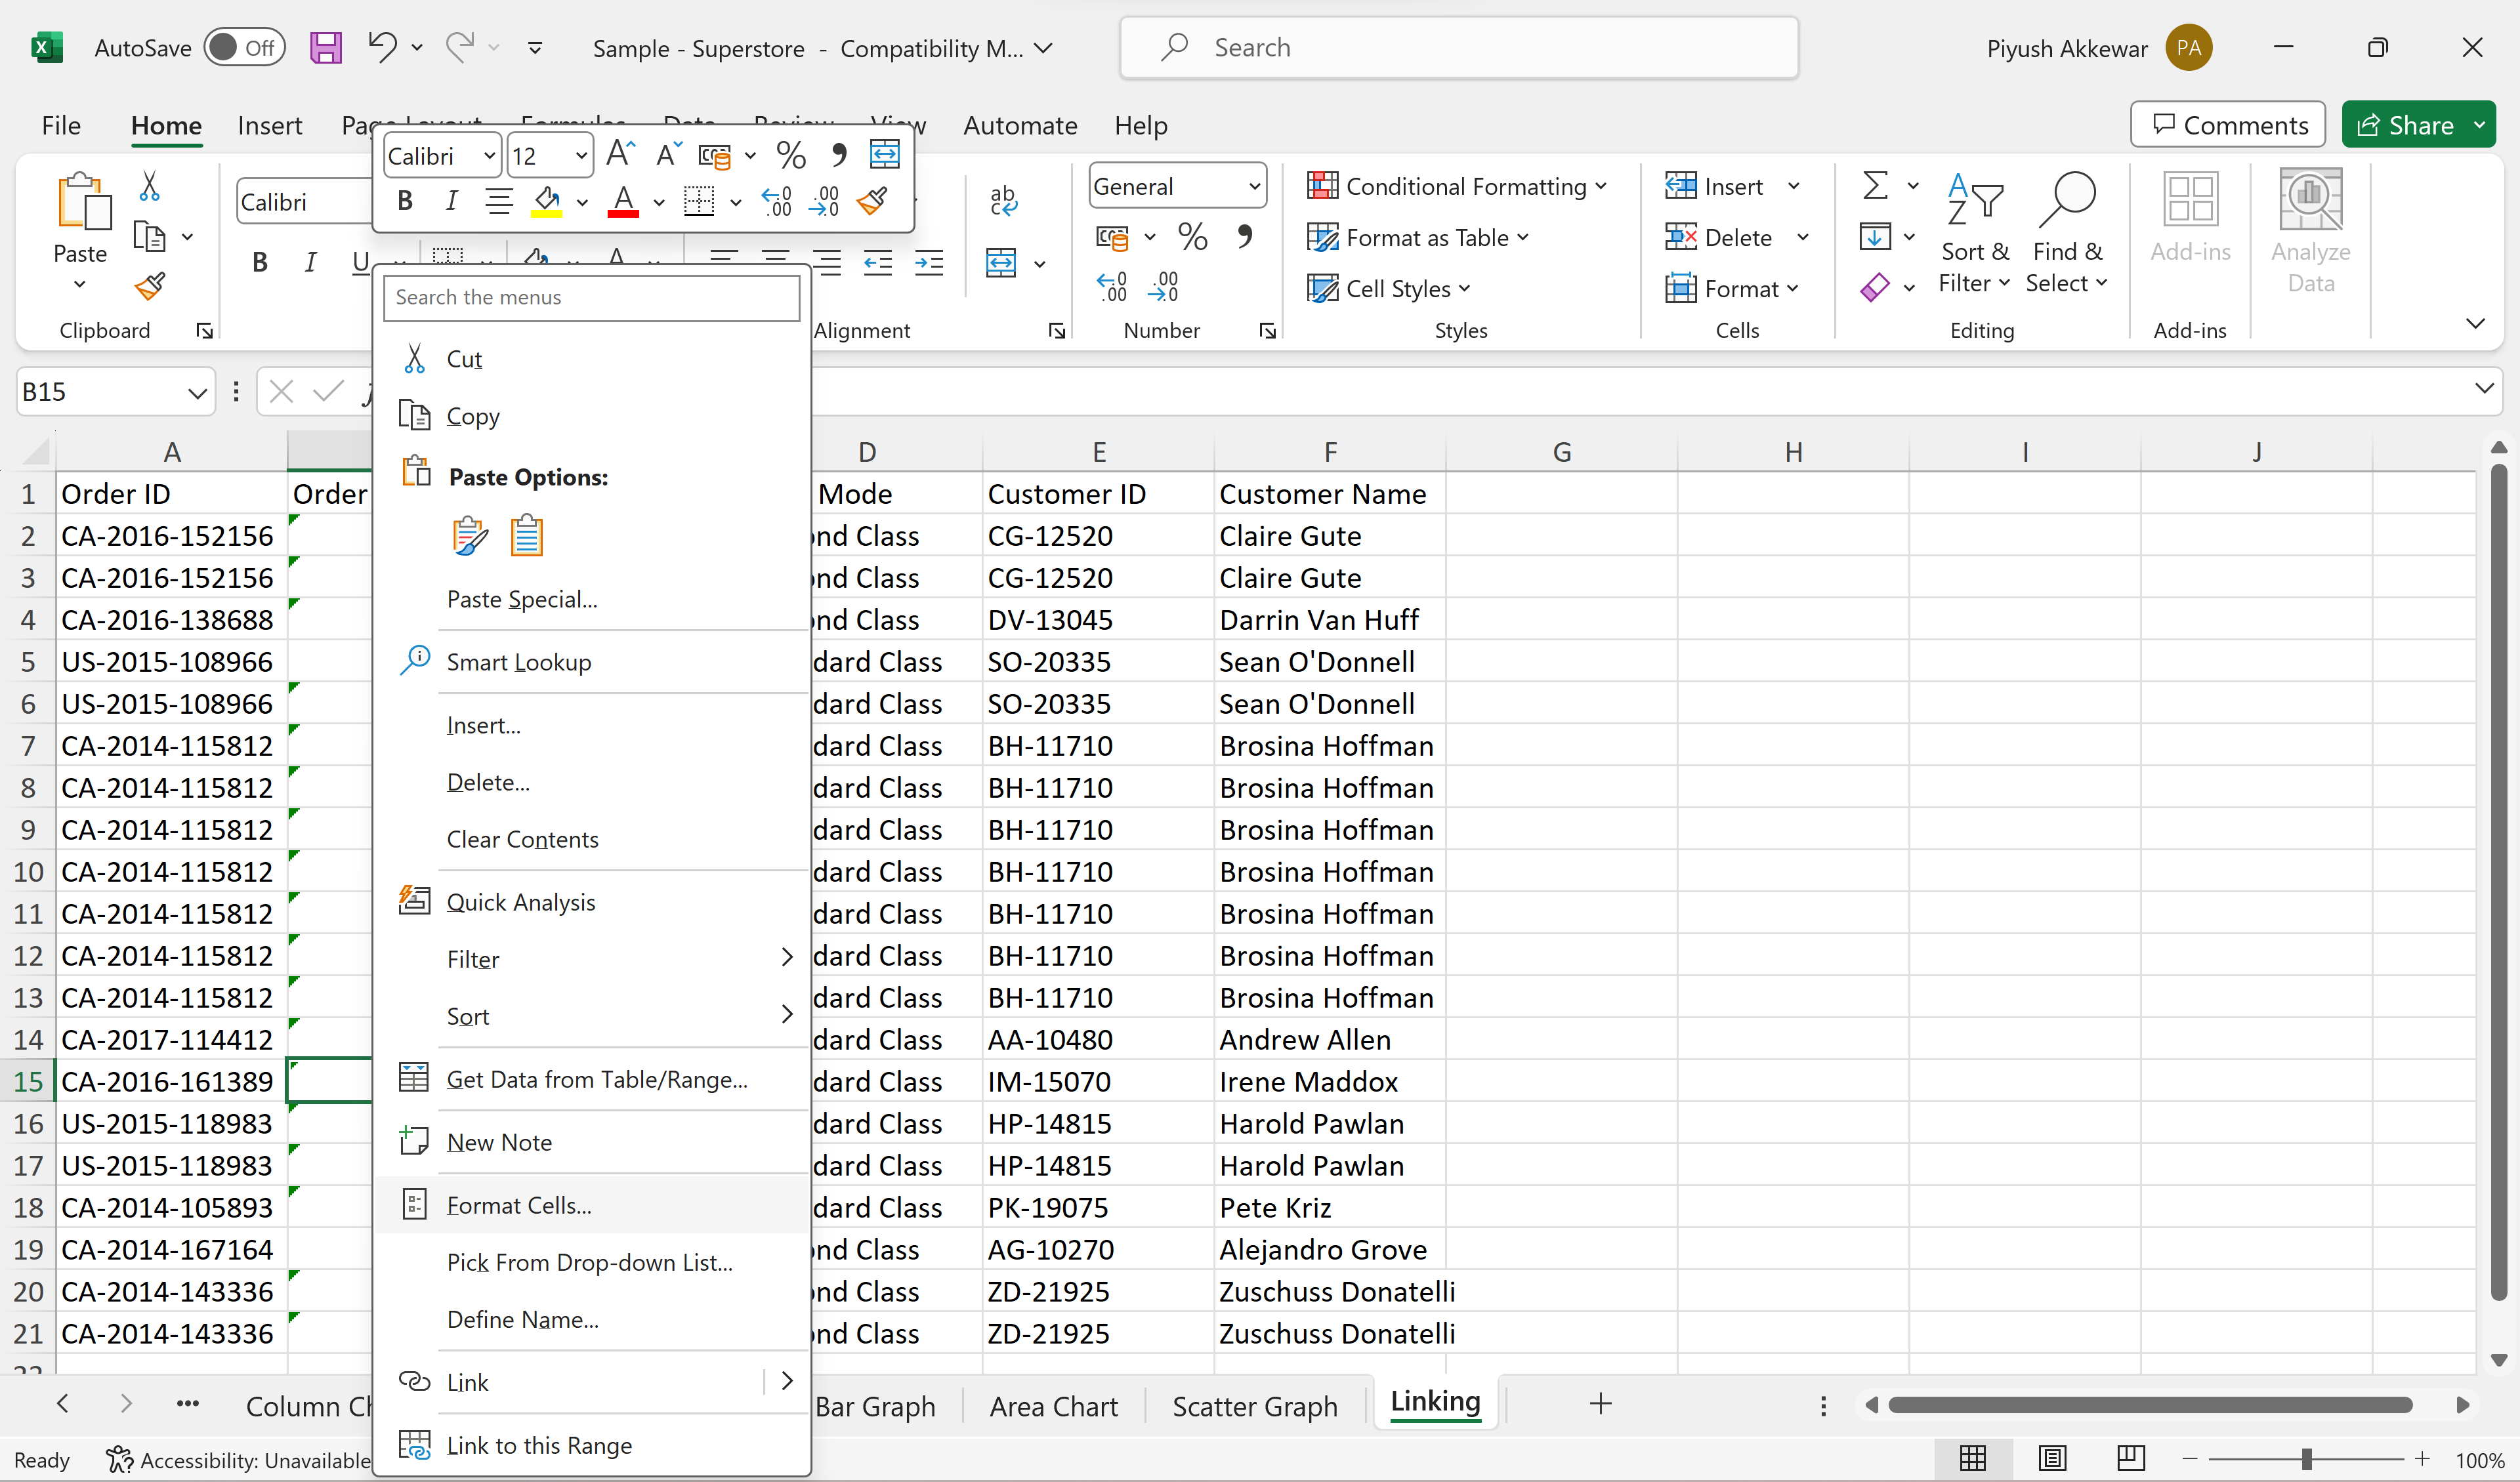 AutoSave Off Sample - Superstore - Compatibility M... Search Piyush Akkewar PA
File Home Insert Automate Help Comments Share
Calibri 12
Paste Calibri General Conditional Formatting Insert Sort & Filter Find & Select Add-ins Analyze Data
Format as Table Delete
Cell Styles Format
Clipboard Alignment Number Styles Cells Editing Add-ins
B15
Search the menus
Cut
Copy
Paste Options:
Paste Special...
Smart Lookup
Insert...
Delete...
Clear Contents
Quick Analysis
Filter
Sort
Get Data from Table/Range...
New Note
Format Cells...
Pick From Drop-down List...
Define Name...
Link
Link to this Range
A D E F G H I J
1 Order ID Order Mode Customer ID Customer Name
2 CA-2016-152156 ond Class CG-12520 Claire Gute
3 CA-2016-152156 ond Class CG-12520 Claire Gute
4 CA-2016-138688 ond Class DV-13045 Darrin Van Huff
5 US-2015-108966 dard Class SO-20335 Sean O'Donnell
6 US-2015-108966 dard Class SO-20335 Sean O'Donnell
7 CA-2014-115812 dard Class BH-11710 Brosina Hoffman
8 CA-2014-115812 dard Class BH-11710 Brosina Hoffman
9 CA-2014-115812 dard Class BH-11710 Brosina Hoffman
10 CA-2014-115812 dard Class BH-11710 Brosina Hoffman
11 CA-2014-115812 dard Class BH-11710 Brosina Hoffman
12 CA-2014-115812 dard Class BH-11710 Brosina Hoffman
13 CA-2014-115812 dard Class BH-11710 Brosina Hoffman
14 CA-2017-114412 dard Class AA-10480 Andrew Allen
15 CA-2016-161389 dard Class IM-15070 Irene Maddox
16 US-2015-118983 dard Class HP-14815 Harold Pawlan
17 US-2015-118983 dard Class HP-14815 Harold Pawlan
18 CA-2014-105893 dard Class PK-19075 Pete Kriz
19 CA-2014-167164 ond Class AG-10270 Alejandro Grove
20 CA-2014-143336 ond Class ZD-21925 Zuschuss Donatelli
21 CA-2014-143336 ond Class ZD-21925 Zuschuss Donatelli
Column Ch Bar Graph Area Chart Scatter Graph Linking
Ready Accessibility: Unavailable 100%